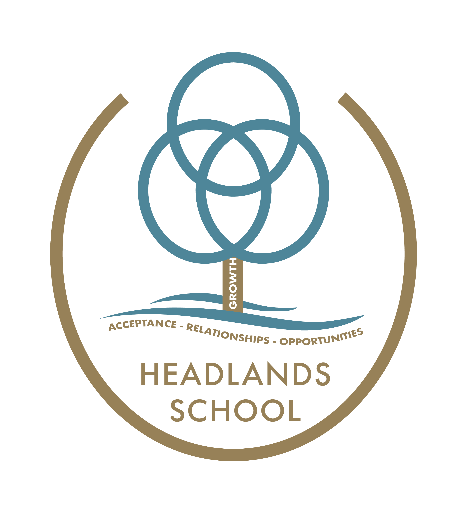 GROWTH
ACCEPTANCE - RELATIONSHIPS - OPPORTUNITIES
HEADLANDS
SCHOOL